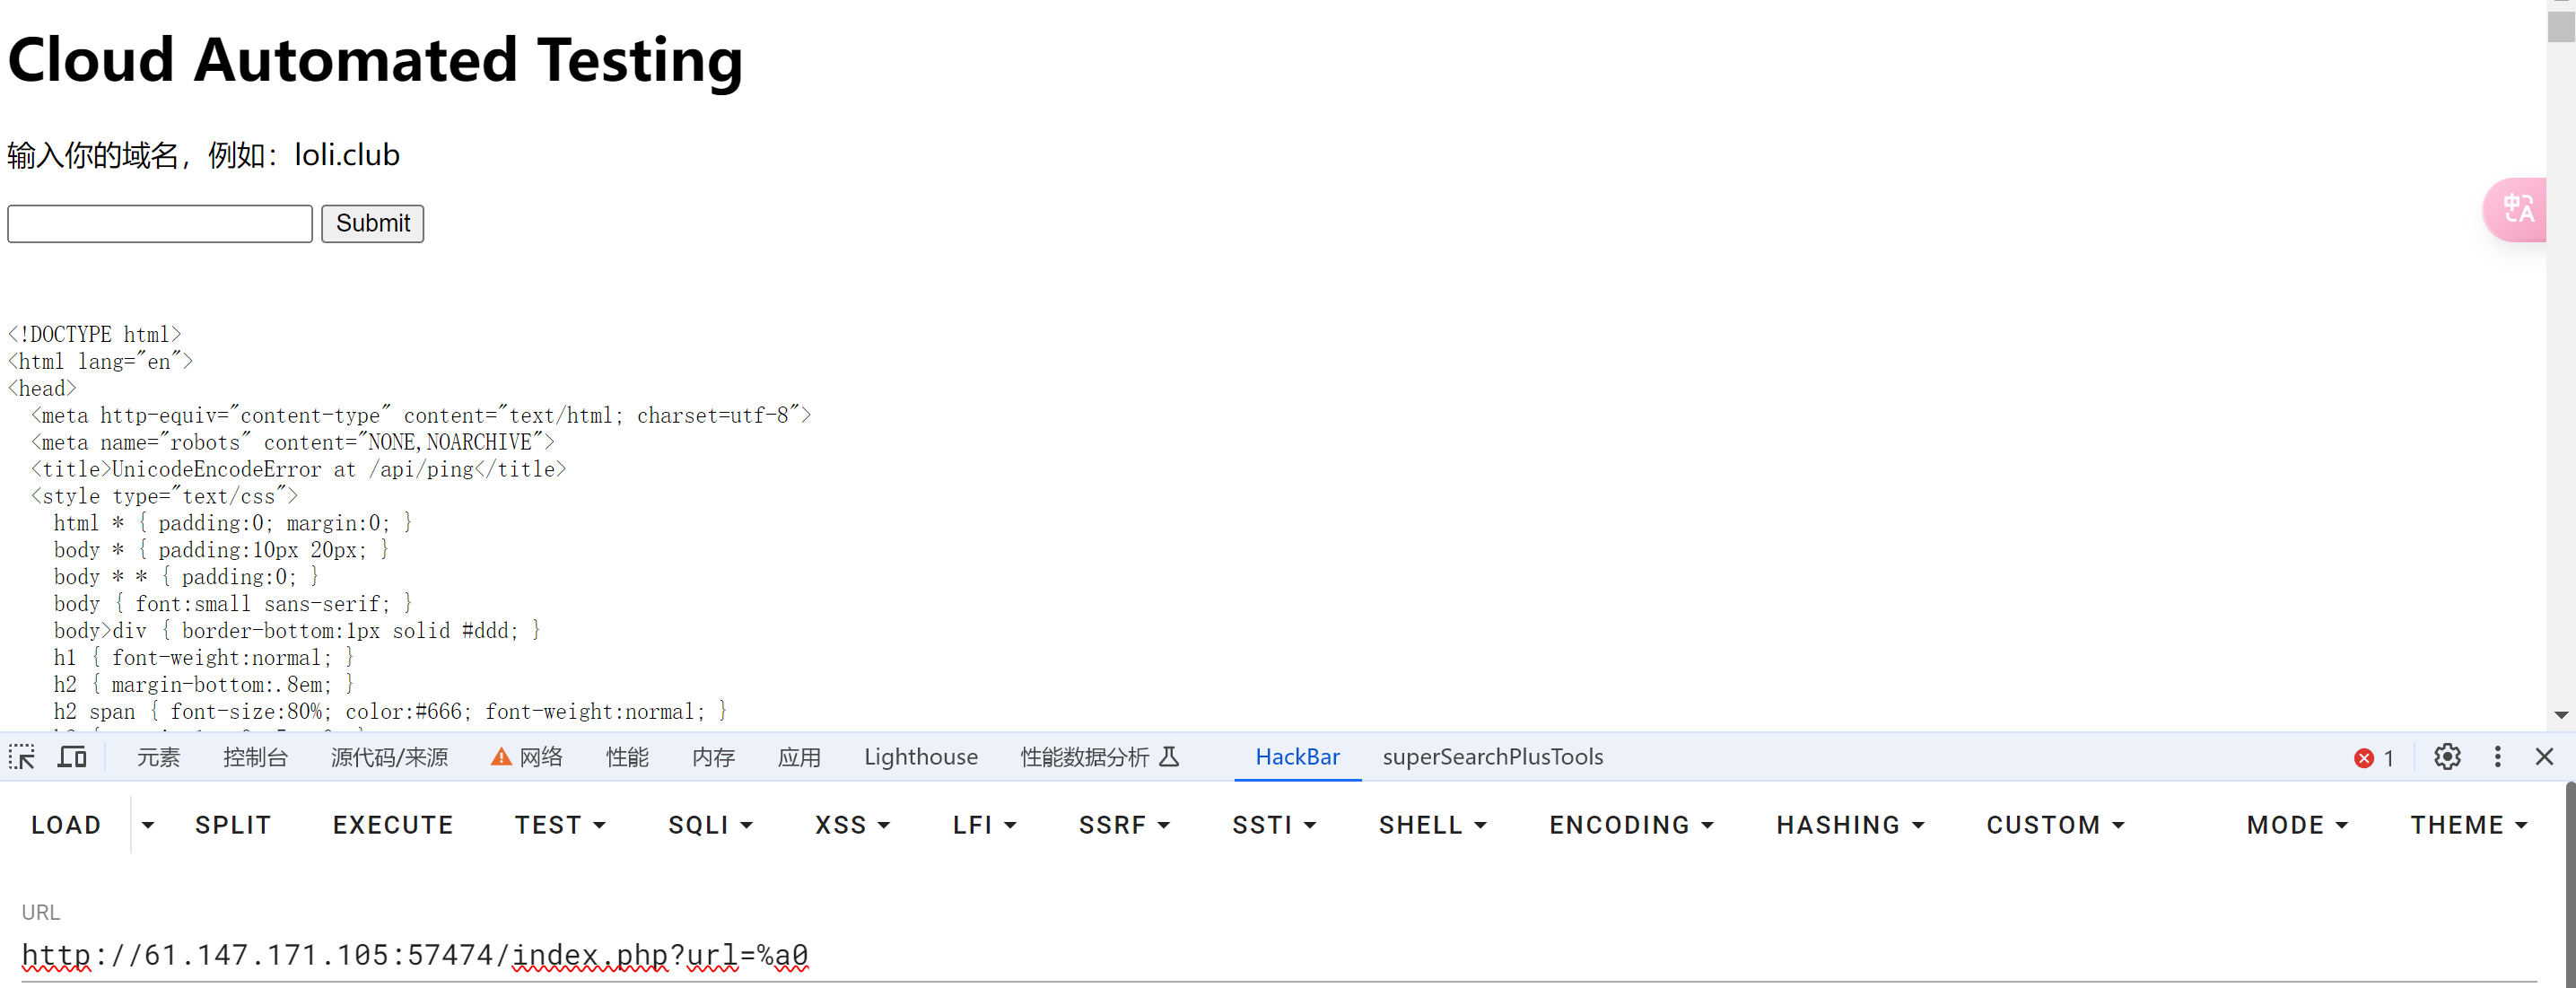 Cloud Automated Testing
输入你的域名，例如：loli.club
Submit
<!DOCTYPE html>
<html lang="en">
<head>
  <meta http-equiv="content-type" content="text/html; charset=utf-8">
  <meta name="robots" content="NONE,NOARCHIVE">
  <title>UnicodeEncodeError at /api/ping</title>
  <style type="text/css">
    html * { padding:0; margin:0; }
    body * { padding:10px 20px; }
    body * * { padding:0; }
    body { font:small sans-serif; }
    body>div { border-bottom:1px solid #ddd; }
    h1 { font-weight:normal; }
    h2 { margin-bottom:.8em; }
    h2 span { font-size:80%; color:#666; font-weight:normal; }
元素 控制台 源代码/来源 网络 性能 内存 应用 Lighthouse 性能数据分析 HackBar superSearchPlusTools 1
LOAD SPLIT EXECUTE TEST SQLI XSS LFI SSRF SSTI SHELL ENCODING HASHING CUSTOM MODE THEME
URL
http://61.147.171.105:57474/index.php?url=%a0